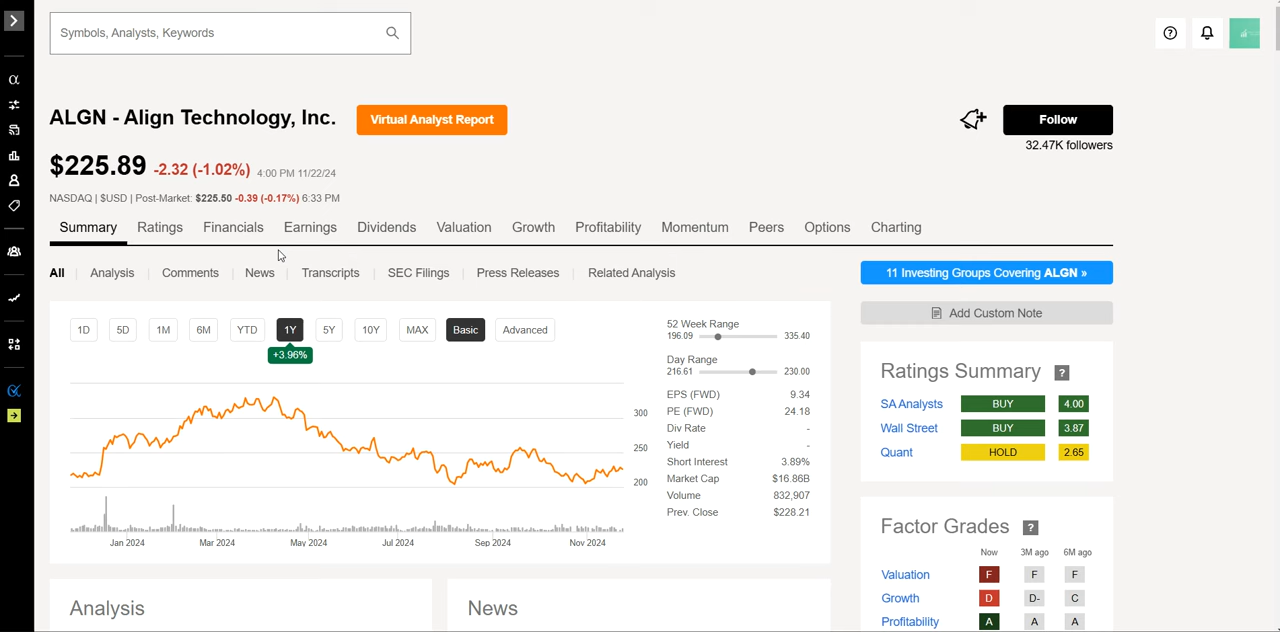 Symbols, Analysts, Keywords
ALGN - Align Technology, Inc.
Virtual Analyst Report
Follow
32.47K followers
$225.89 -2.32 (-1.02%) 4:00 PM 11/22/24
NASDAQ | $USD | Post-Market: $225.50 -0.39 (-0.17%) 6:33 PM
Summary Ratings Financials Earnings Dividends Valuation Growth Profitability Momentum Peers Options Charting
All Analysis Comments News Transcripts SEC Filings Press Releases Related Analysis
11 Investing Groups Covering ALGN »
Add Custom Note
1D 5D 1M 6M YTD 1Y 5Y 10Y MAX Basic Advanced
+3.96%
300
250
200
Jan 2024 Mar 2024 May 2024 Jul 2024 Sep 2024 Nov 2024
52 Week Range
196.09 335.40
Day Range
216.61 230.00
EPS (FWD) 9.34
PE (FWD) 24.18
Div Rate -
Yield -
Short Interest 3.89%
Market Cap $16.86B
Volume 832,907
Prev. Close $228.21
Ratings Summary ?
SA Analysts BUY 4.00
Wall Street BUY 3.87
Quant HOLD 2.65
Factor Grades ?
Now 3M ago 6M ago
Valuation F F F
Growth D D- C
Profitability A A A
Analysis
News